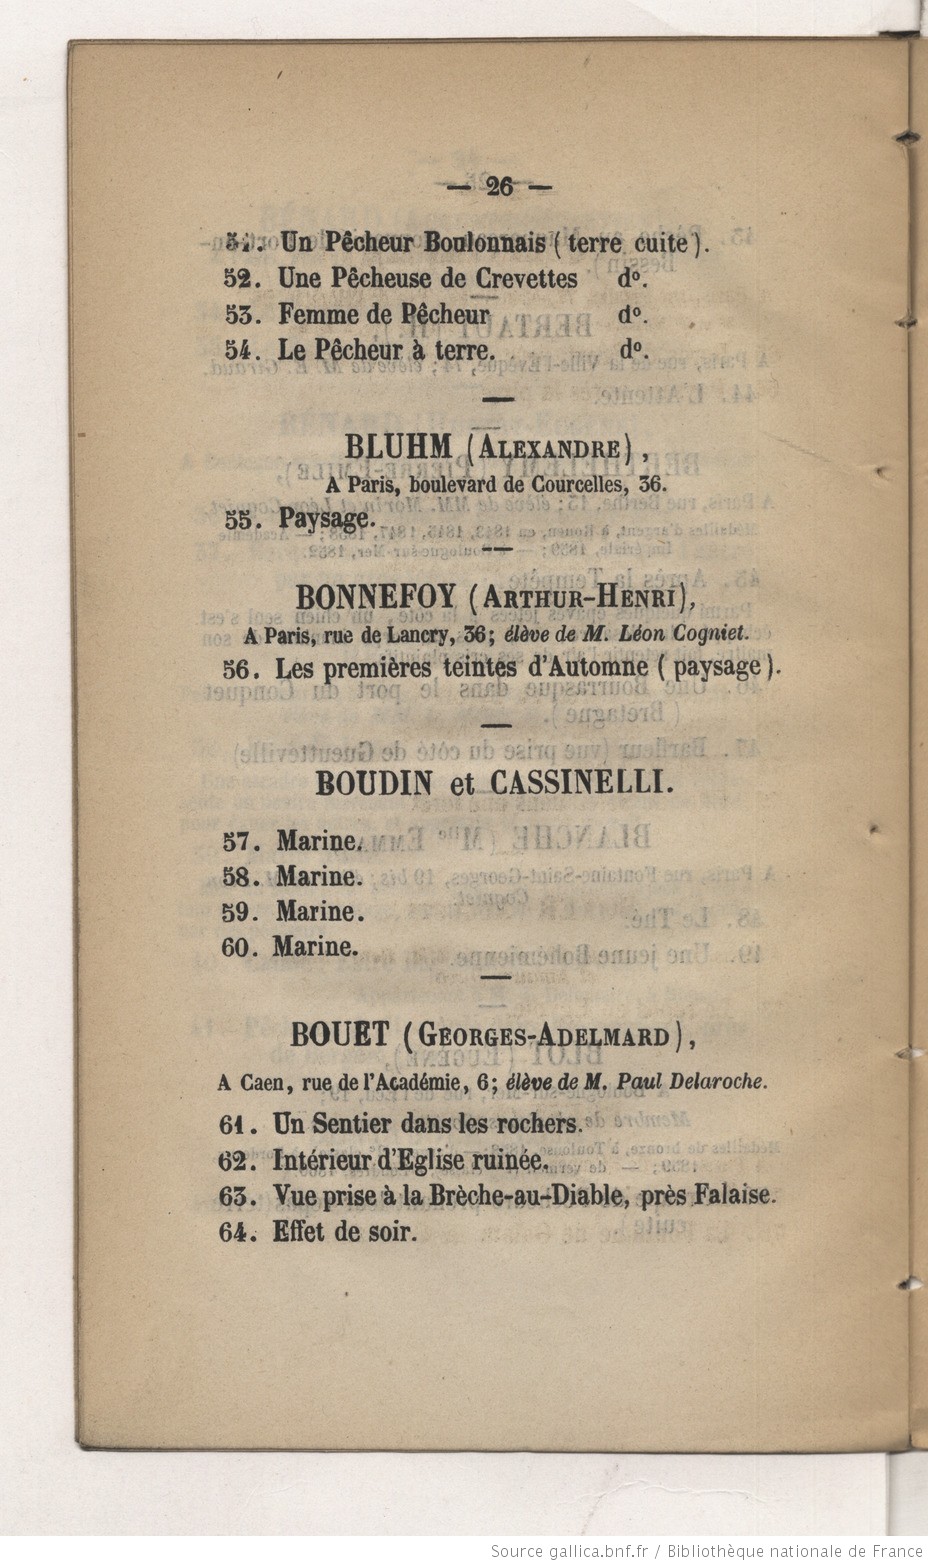 — 26 —
51. Un Pêcheur Boulonnais ( terre cuite ).
52. Une Pêcheuse de Crevettes dº.
53. Femme de Pêcheur dº.
54. Le Pêcheur à terre. dº.
BLUHM (ALEXANDRE),
A Paris, boulevard de Courcelles, 36.
55. Paysage.
BONNEFOY (ARTHUR-HENRI),
A Paris, rue de Lancry, 36; élève de M. Léon Cogniet.
56. Les premières teintes d'Automne ( paysage ).
BOUDIN et CASSINELLI.
57. Marine.
58. Marine.
59. Marine.
60. Marine.
BOUET (GEORGES-ADELMARD),
A Caen, rue de l'Académie, 6; élève de M. Paul Delaroche.
61. Un Sentier dans les rochers.
62. Intérieur d'Eglise ruinée.
63. Vue prise à la Brèche-au-Diable, près Falaise.
64. Effet de soir.
Source gallica.bnf.fr / Bibliothèque nationale de France